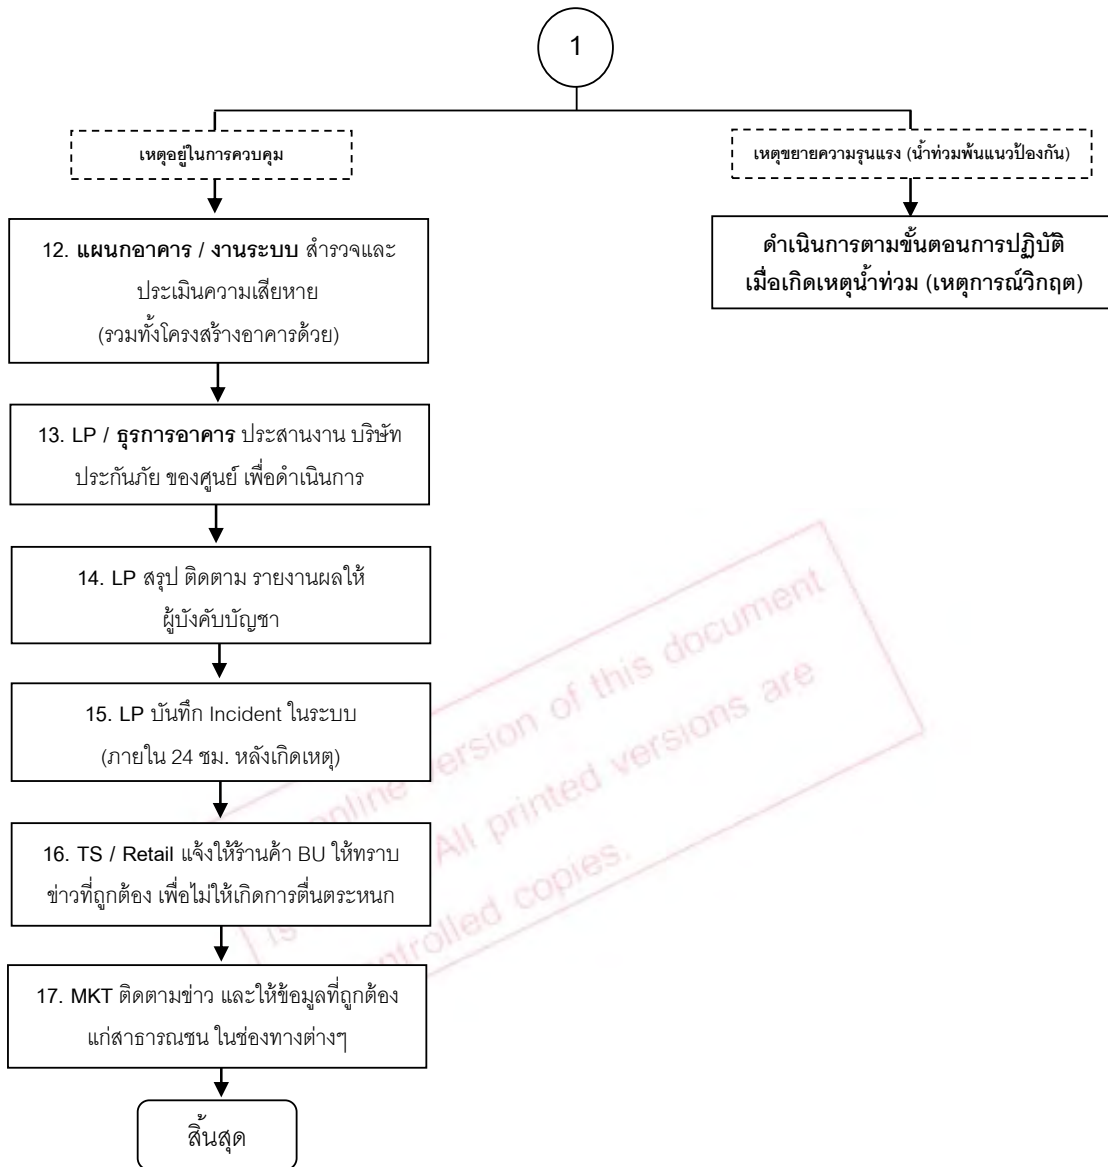 1
เหตุอยู่ในการควบคุม
เหตุขยายความรุนแรง (น้ำท่วมพ้นแนวป้องกัน)
12. แผนกอาคาร / งานระบบ สำรวจและ
ประเมินความเสียหาย
(รวมทั้งโครงสร้างอาคารด้วย)
ดำเนินการตามขั้นตอนการปฏิบัติ
เมื่อเกิดเหตุน้ำท่วม (เหตุการณ์วิกฤต)
13. LP / ธุรการอาคาร ประสานงาน บริษัท
ประกันภัย ของศูนย์ เพื่อดำเนินการ
14. LP สรุป ติดตาม รายงานผลให้
ผู้บังคับบัญชา
15. LP บันทึก Incident ในระบบ
(ภายใน 24 ชม. หลังเกิดเหตุ)
16. TS / Retail แจ้งให้ร้านค้า BU ให้ทราบ
ข่าวที่ถูกต้อง เพื่อไม่ให้เกิดการตื่นตระหนก
17. MKT ติดตามข่าว และให้ข้อมูลที่ถูกต้อง
แก่สาธารณชน ในช่องทางต่างๆ
สิ้นสุด
online version of this document
is All printed versions are
controlled copies.